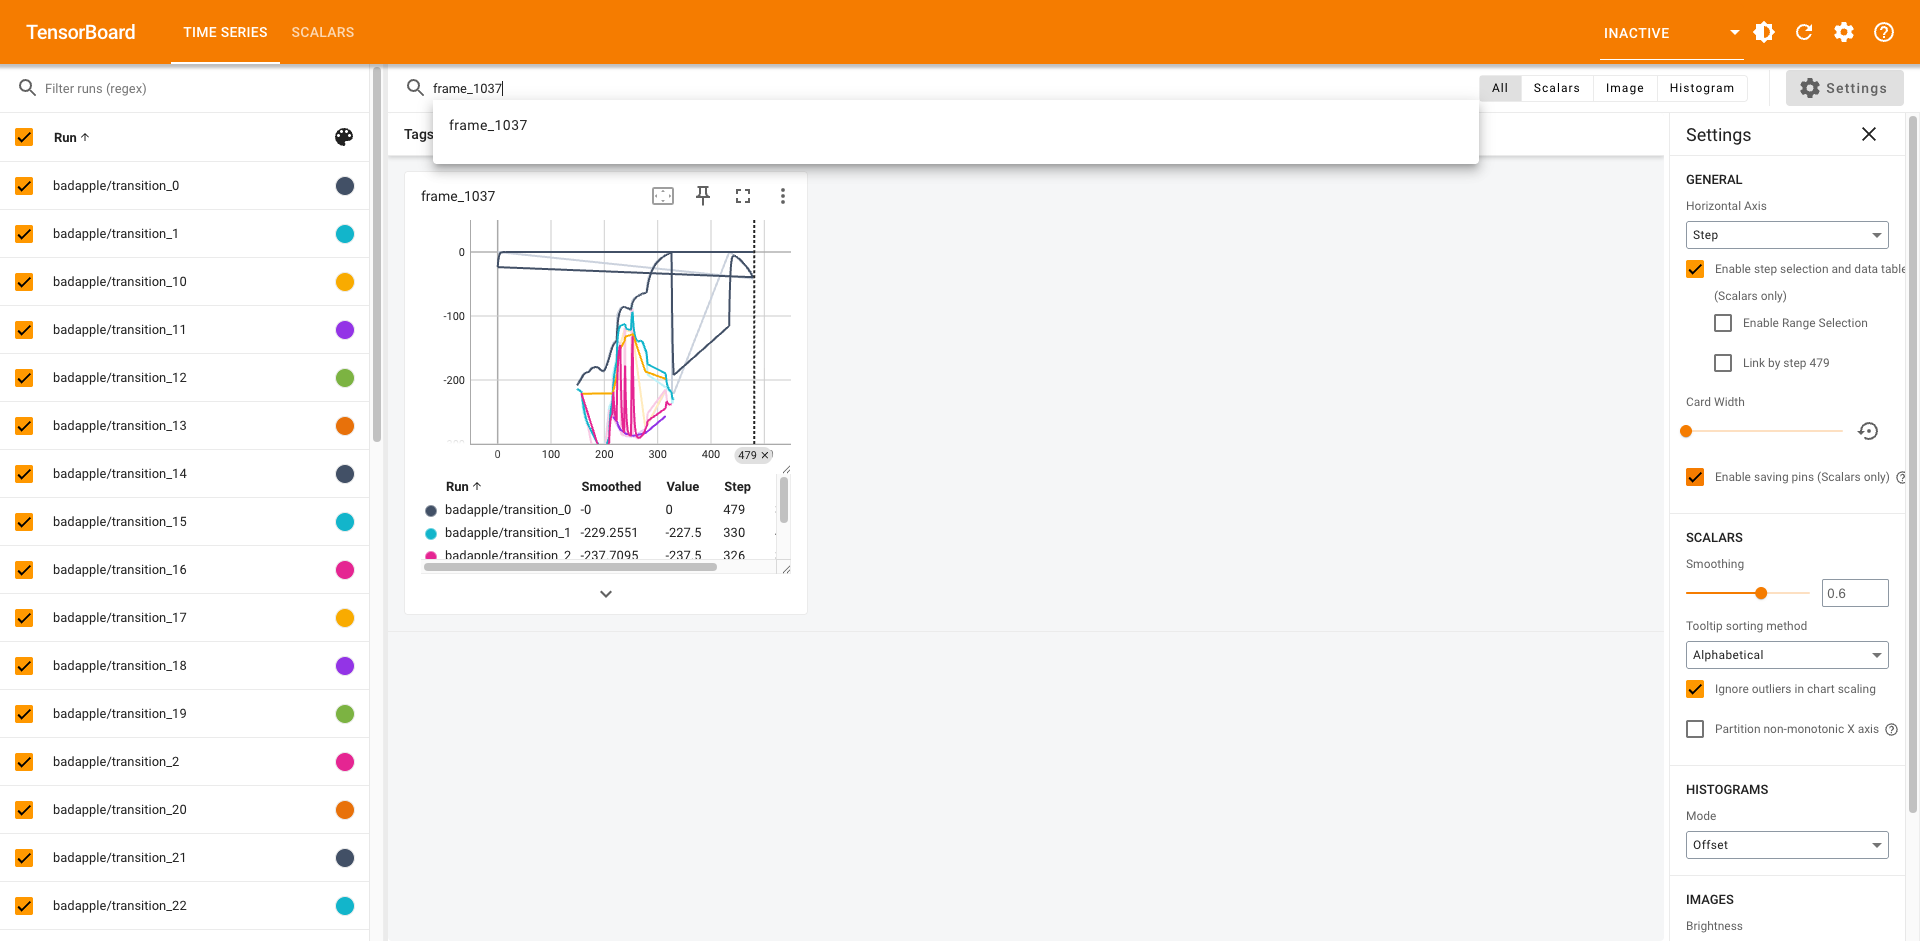 TensorBoard
TIME SERIES
SCALARS
INACTIVE
Filter runs (regex)
frame_1037
All
Scalars
Image
Histogram
Settings
frame_1037
Run
Tags
Settings
badapple/transition_0
badapple/transition_1
badapple/transition_10
badapple/transition_11
badapple/transition_12
badapple/transition_13
badapple/transition_14
badapple/transition_15
badapple/transition_16
badapple/transition_17
badapple/transition_18
badapple/transition_19
badapple/transition_2
badapple/transition_20
badapple/transition_21
badapple/transition_22
frame_1037
0
-100
-200
0 100 200 300 400 479
Run Smoothed Value Step
badapple/transition_0 -0 0 479
badapple/transition_1 -229.2551 -227.5 330
badapple/transition_2 -237.7095 -237.5 326
GENERAL
Horizontal Axis
Step
Enable step selection and data table
(Scalars only)
Enable Range Selection
Link by step 479
Card Width
Enable saving pins (Scalars only)
SCALARS
Smoothing
0.6
Tooltip sorting method
Alphabetical
Ignore outliers in chart scaling
Partition non-monotonic X axis
HISTOGRAMS
Mode
Offset
IMAGES
Brightness